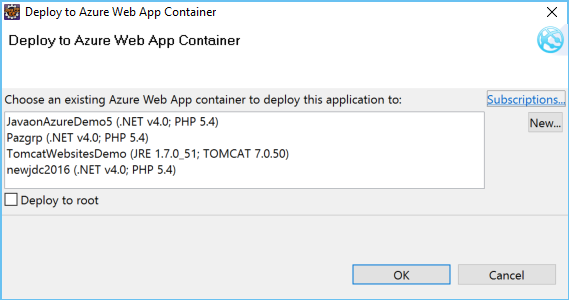 Deploy to Azure Web App Container
Deploy to Azure Web App Container
Choose an existing Azure Web App container to deploy this application to:
Subscriptions...
JavaonAzureDemo5 (.NET v4.0; PHP 5.4)
Pazgrp (.NET v4.0; PHP 5.4)
TomcatWebsitesDemo (JRE 1.7.0_51; TOMCAT 7.0.50)
newjdc2016 (.NET v4.0; PHP 5.4)
New...
Deploy to root
OK
Cancel